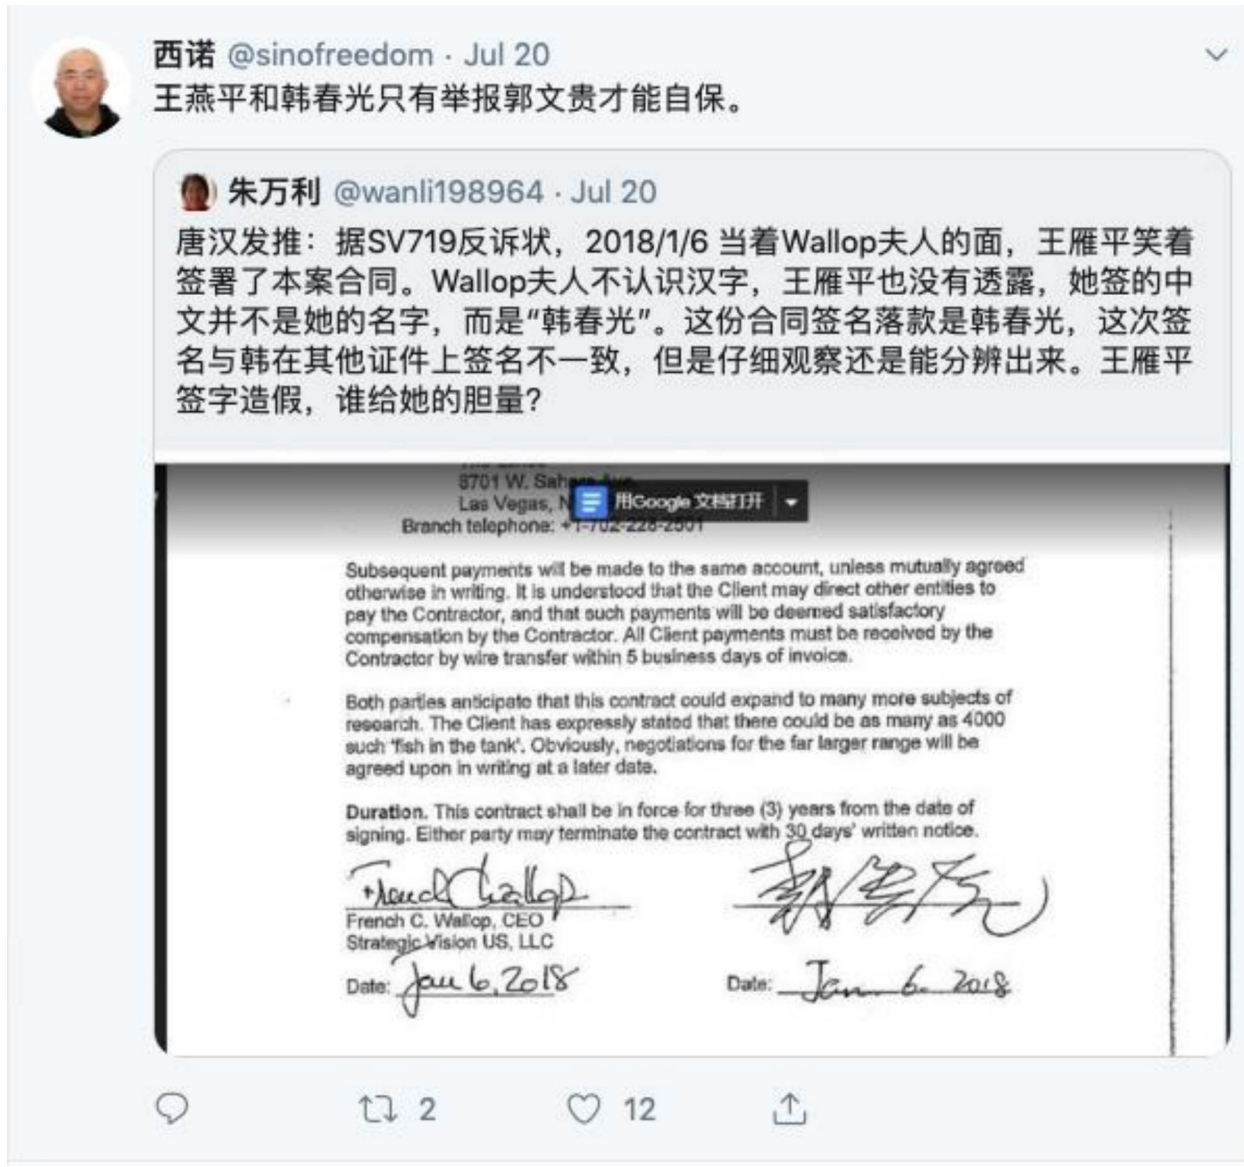 西诺 @sinofreedom · Jul 20
王燕平和韩春光只有举报郭文贵才能自保。
朱万利 @wanli198964 · Jul 20
唐汉发推：据SV719反诉状，2018/1/6 当着Wallop夫人的面，王雁平笑着
签署了本案合同。Wallop夫人不认识汉字，王雁平也没有透露，她签的中
文并不是她的名字，而是“韩春光”。这份合同签名落款是韩春光，这次签
名与韩在其他证件上签名不一致，但是仔细观察还是能分辨出来。王雁平
签字造假，谁给她的胆量？
8701 W. Sahara Ave.
Las Vegas, N
用Google 文档打开
Branch telephone: +1-702-228-2501
Subsequent payments will be made to the same account, unless mutually agreed
otherwise in writing. It is understood that the Client may direct other entities to
pay the Contractor, and that such payments will be deemed satisfactory
compensation by the Contractor. All Client payments must be received by the
Contractor by wire transfer within 5 business days of invoice.
Both parties anticipate that this contract could expand to many more subjects of
research. The Client has expressly stated that there could be as many as 4000
such 'fish in the tank'. Obviously, negotiations for the far larger range will be
agreed upon in writing at a later date.
Duration. This contract shall be in force for three (3) years from the date of
signing. Either party may terminate the contract with 30 days' written notice.
French Wallop
韩春光
French C. Wallop, CEO
Strategic Vision US, LLC
Date: Jan 6, 2018
Date: Jan. 6. 2018
2
12